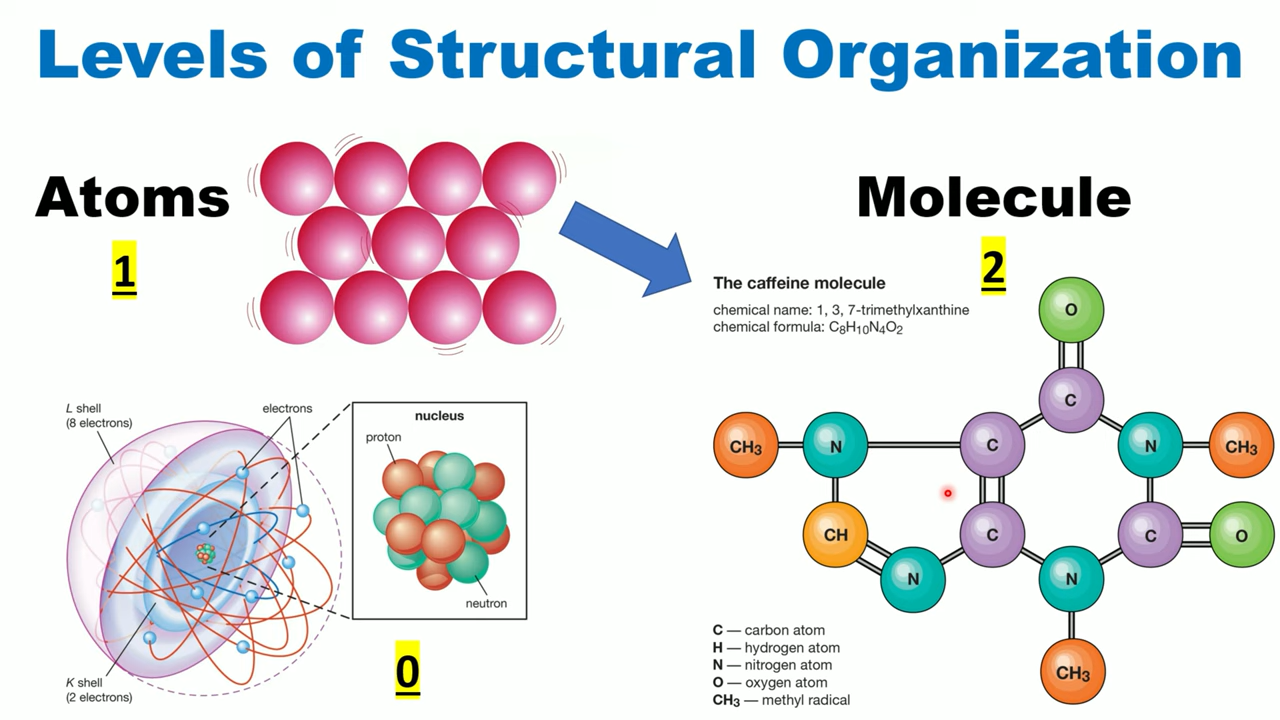 Levels of Structural Organization
Atoms
1
Molecule
2
The caffeine molecule
chemical name: 1, 3, 7-trimethylxanthine
chemical formula: C₈H₁₀N₄O₂
L shell
(8 electrons)
electrons
nucleus
proton
neutron
K shell
(2 electrons)
0
O
C
CH₃ N C N CH₃
CH C C O
N N
CH₃
C — carbon atom
H — hydrogen atom
N — nitrogen atom
O — oxygen atom
CH₃ — methyl radical